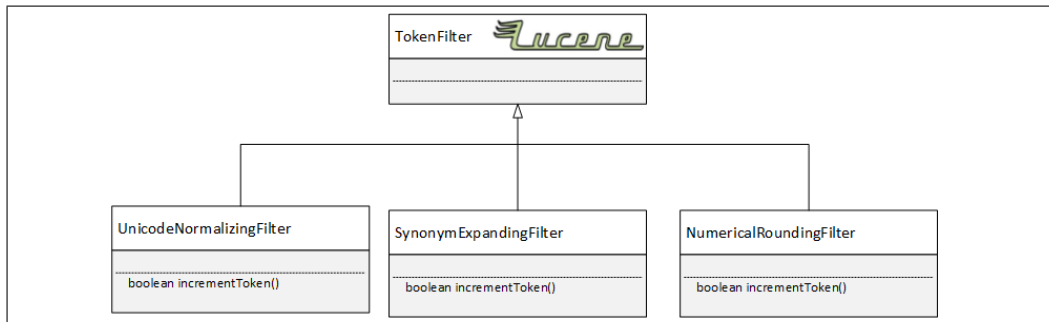 TokenFilter
Lucene
UnicodeNormalizingFilter
boolean incrementToken()
SynonymExpandingFilter
boolean incrementToken()
NumericalRoundingFilter
boolean incrementToken()